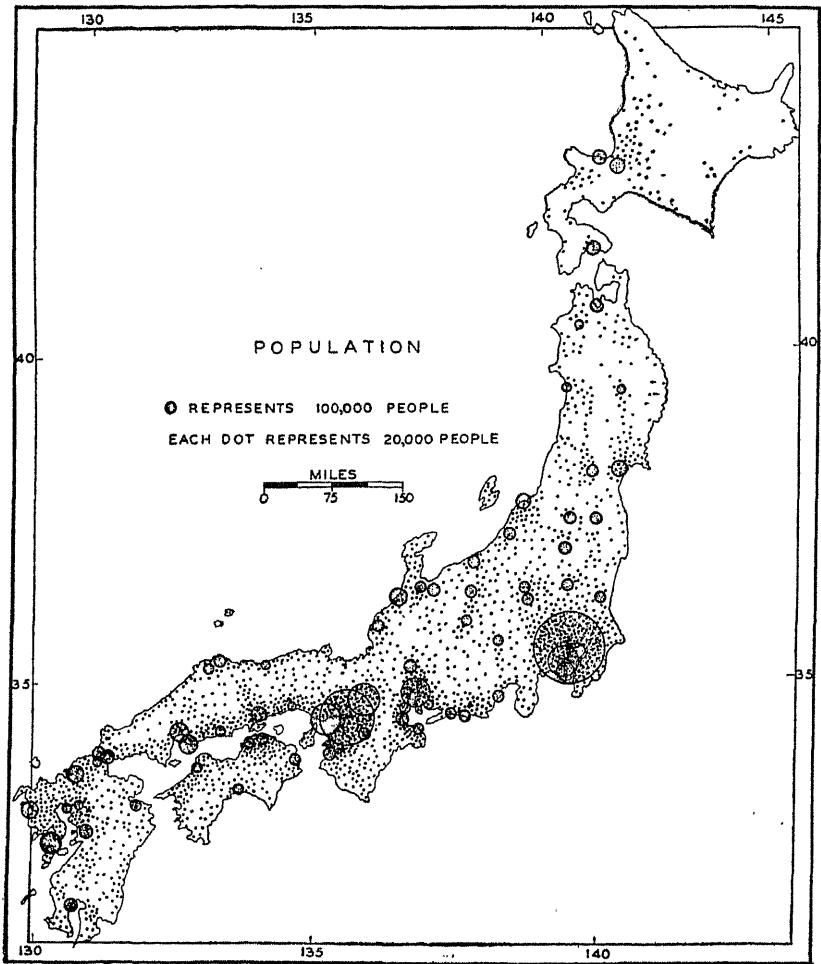 130 135 140 145
POPULATION
REPRESENTS 100,000 PEOPLE
EACH DOT REPRESENTS 20,000 PEOPLE
MILES
0 75 150
40 40
35 35
130 135 140